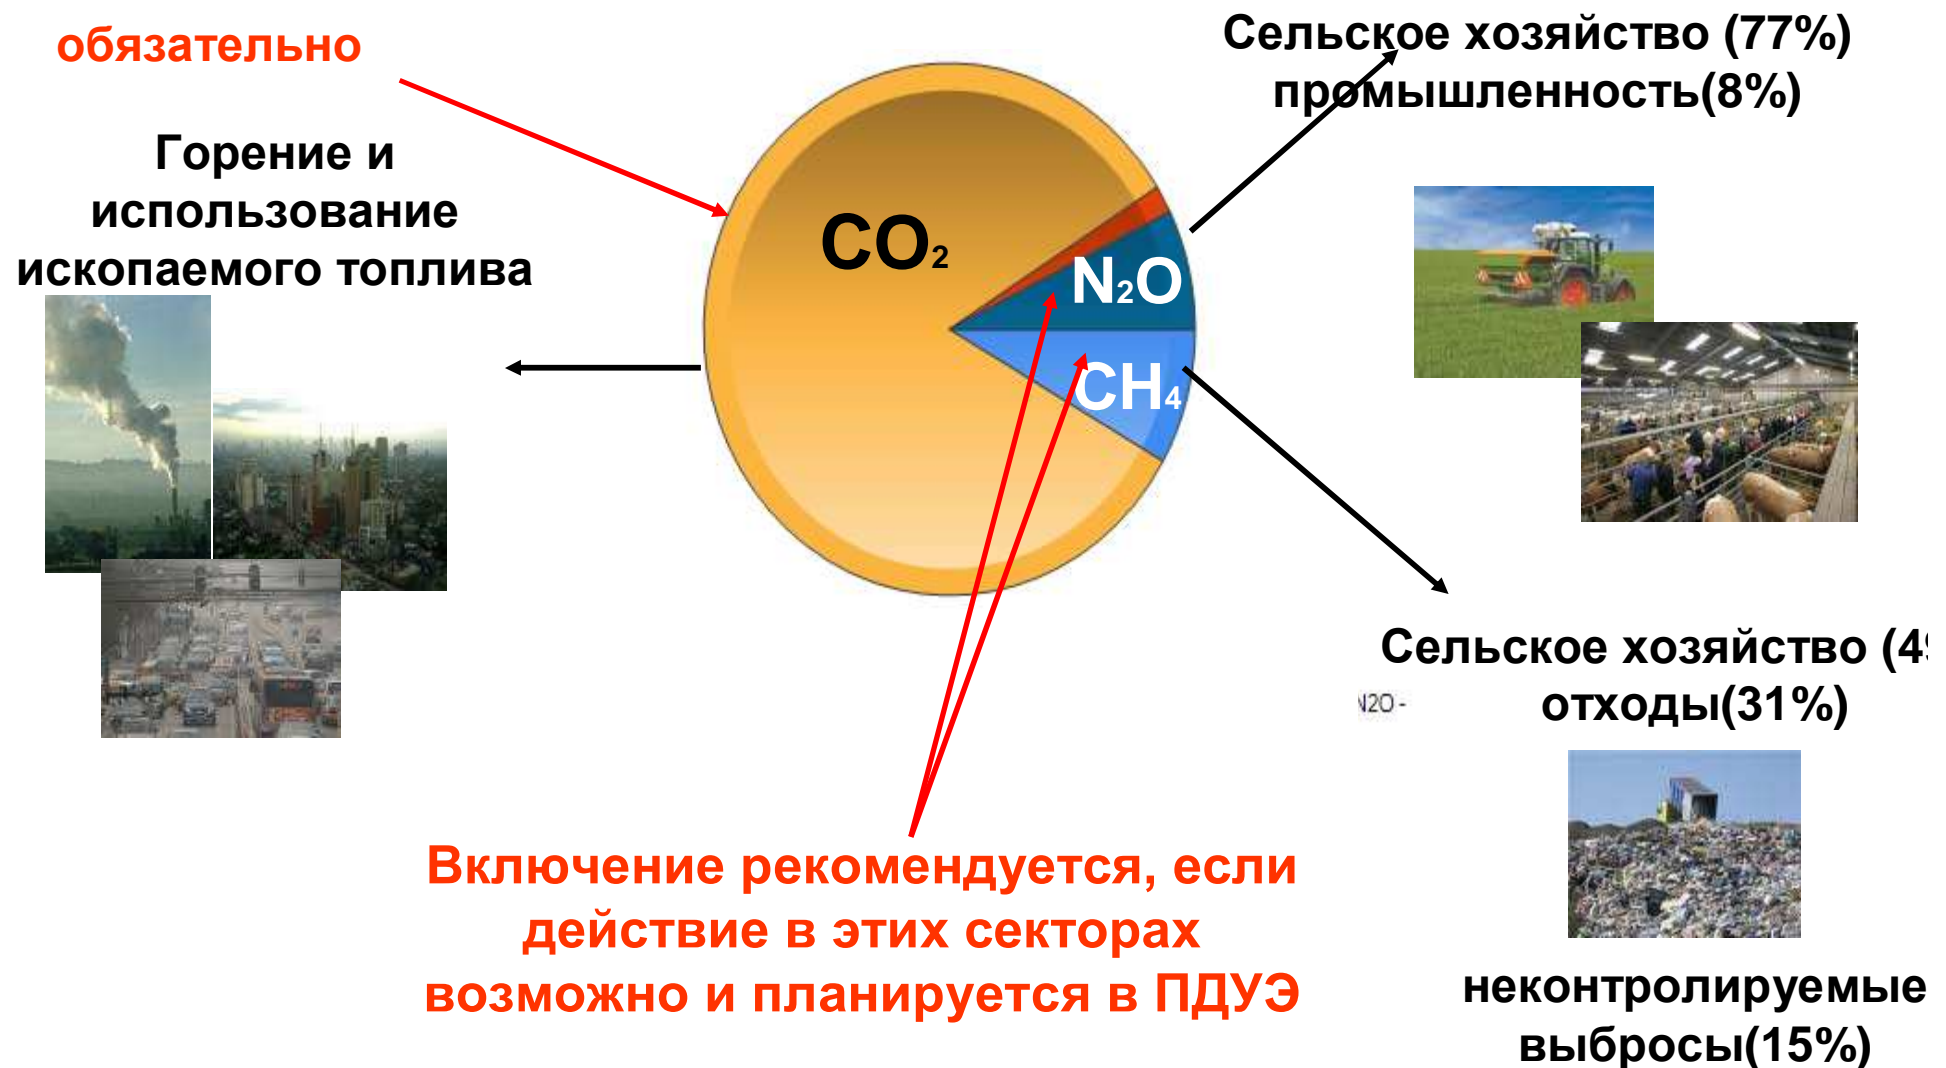 обязательно
Горение и
использование
ископаемого топлива
CO₂
N₂O
CH₄
Сельское хозяйство (77%)
промышленность(8%)
Сельское хозяйство
отходы(31%)
N2O -
неконтролируемые
выбросы(15%)
Включение рекомендуется, если
действие в этих секторах
возможно и планируется в ПДУЭ